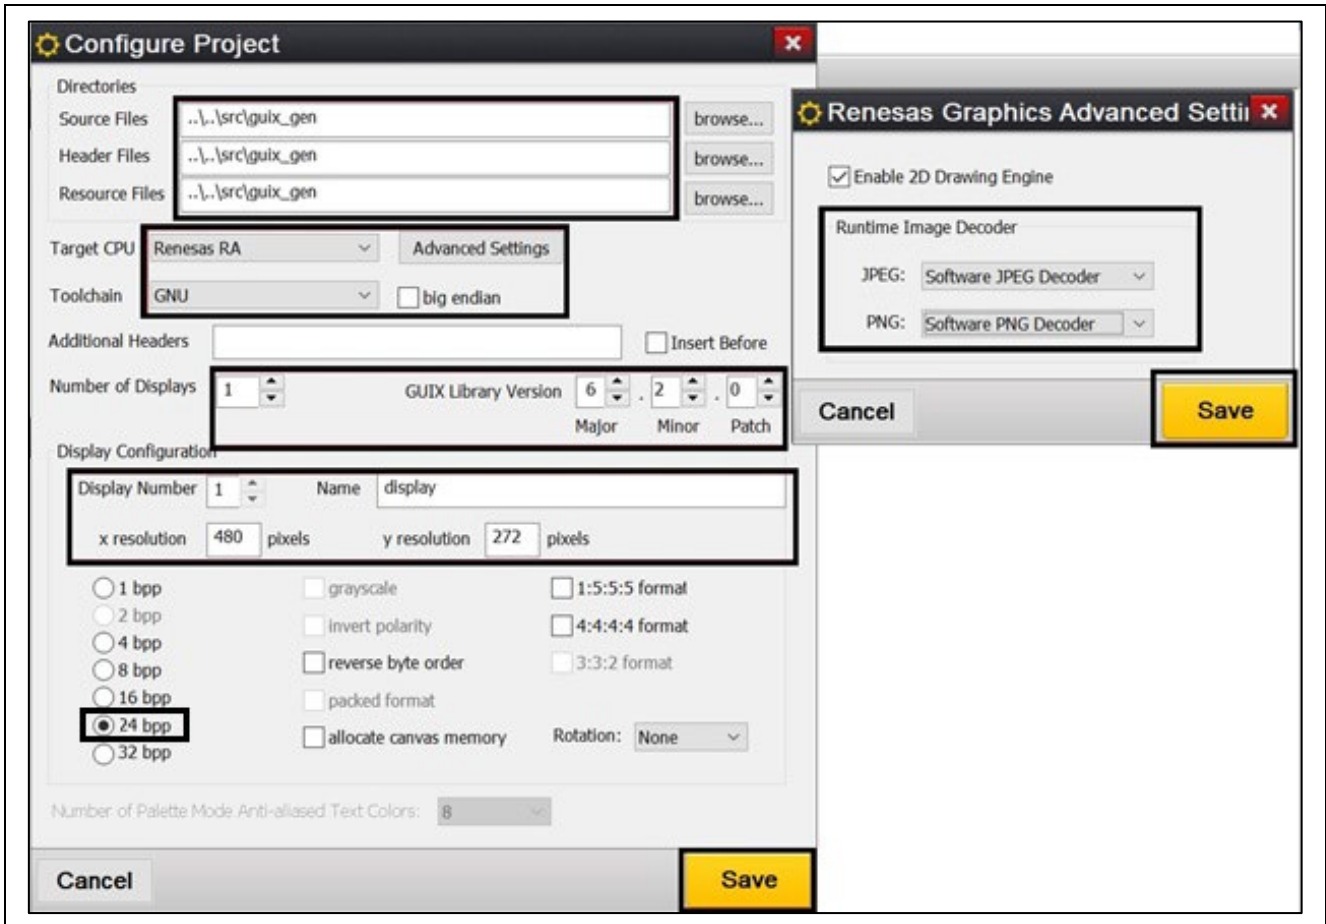 Configure Project
Directories
Source Files ..\..\src\guix_gen browse...
Header Files ..\..\src\guix_gen browse...
Resource Files ..\..\src\guix_gen browse...
Target CPU Renesas RA Advanced Settings
Toolchain GNU big endian
Additional Headers Insert Before
Number of Displays 1 GUIX Library Version 6 . 2 . 0
Major Minor Patch
Display Configuration
Display Number 1 Name display
x resolution 480 pixels y resolution 272 pixels
1 bpp grayscale 1:5:5:5 format
2 bpp invert polarity 4:4:4:4 format
4 bpp
8 bpp reverse byte order 3:3:2 format
16 bpp packed format
24 bpp allocate canvas memory Rotation: None
32 bpp
Number of Palette Mode Anti-aliased Text Colors: 8
Cancel Save
Renesas Graphics Advanced Setti
Enable 2D Drawing Engine
Runtime Image Decoder
JPEG: Software JPEG Decoder
PNG: Software PNG Decoder
Cancel Save